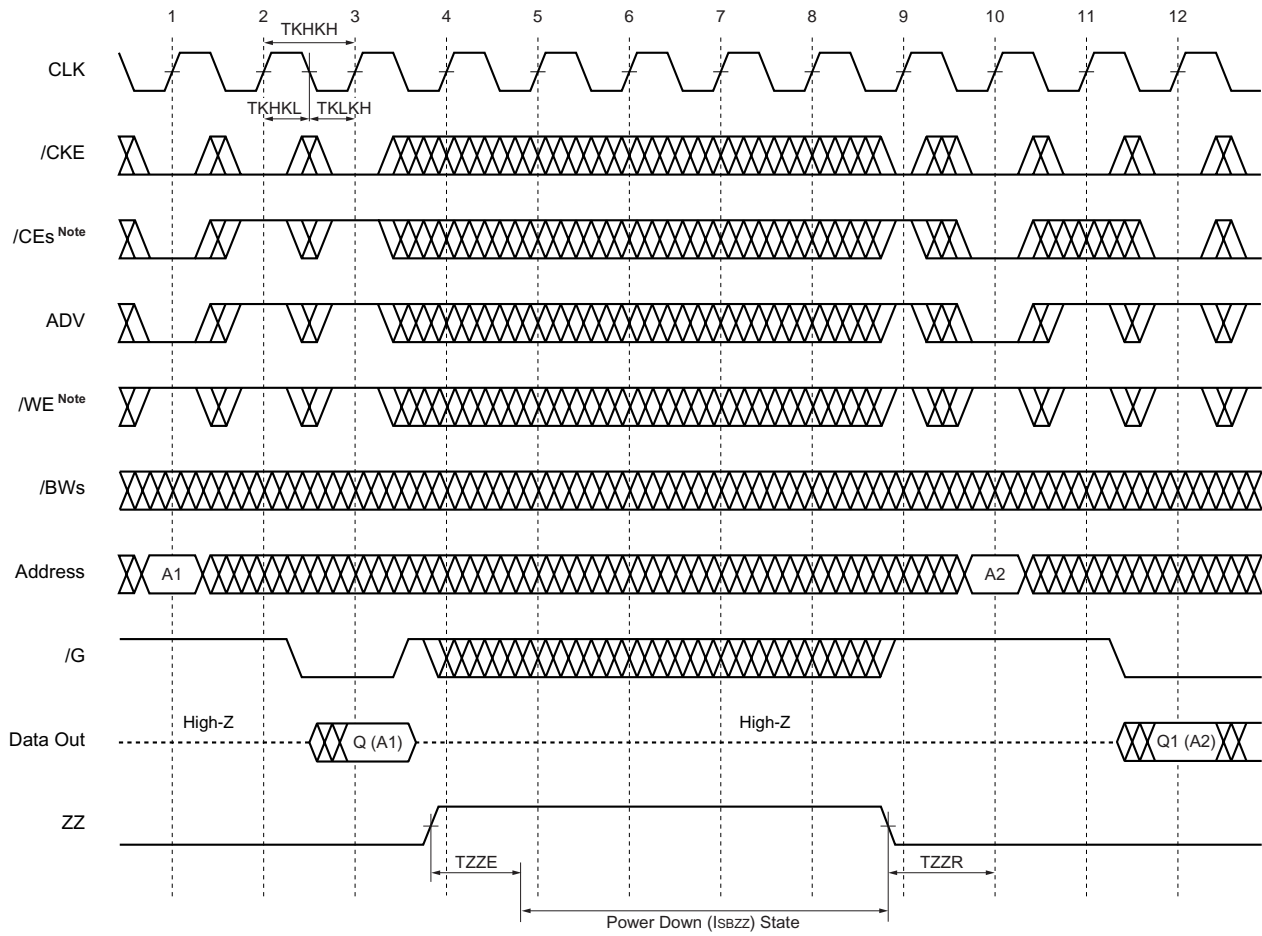 1 2 3 4 5 6 7 8 9 10 11 12
TKHKH
CLK
TKHKL TKLKH
/CKE
/CEs Note
ADV
/WE Note
/BWs
Address A1 A2
/G
High-Z High-Z
Data Out Q (A1) Q1 (A2)
ZZ
TZZE TZZR
Power Down (ISBZZ) State